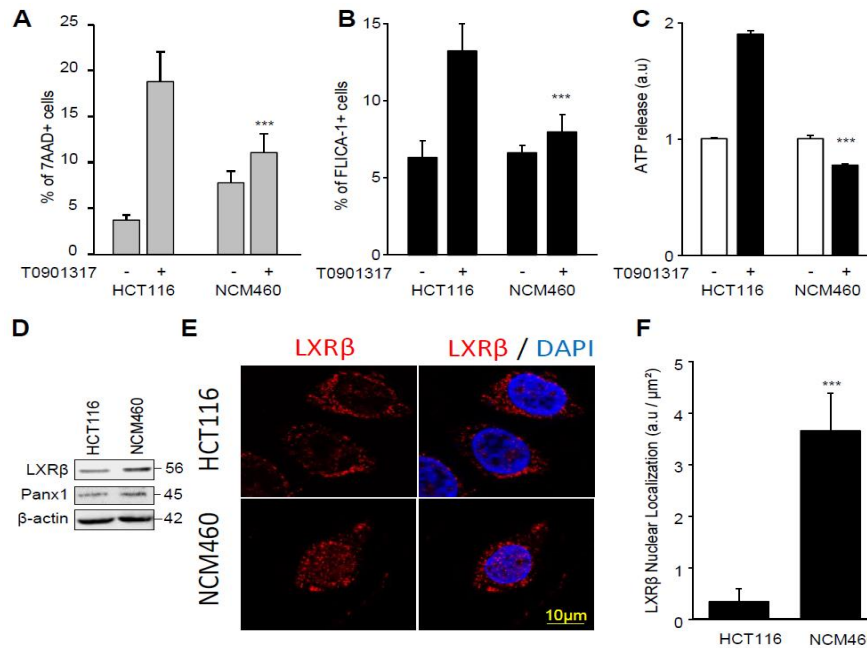 A
% of 7AAD+ cells
25
20
15
10
5
0
T0901317 - + - +
HCT116 NCM460
***
B
% of FLICA-1+ cells
15
10
5
0
T0901317 - + - +
HCT116 NCM460
***
C
ATP release (a.u)
2
1
0
T0901317 - + - +
HCT116 NCM460
***
D
HCT116 NCM460
LXRβ 56
Panx1 45
β-actin 42
E
LXRβ LXRβ / DAPI
HCT116
NCM460
10µm
F
LXRβ Nuclear Localization (a.u / µm²)
5
4
3
2
1
0
***
HCT116 NCM46